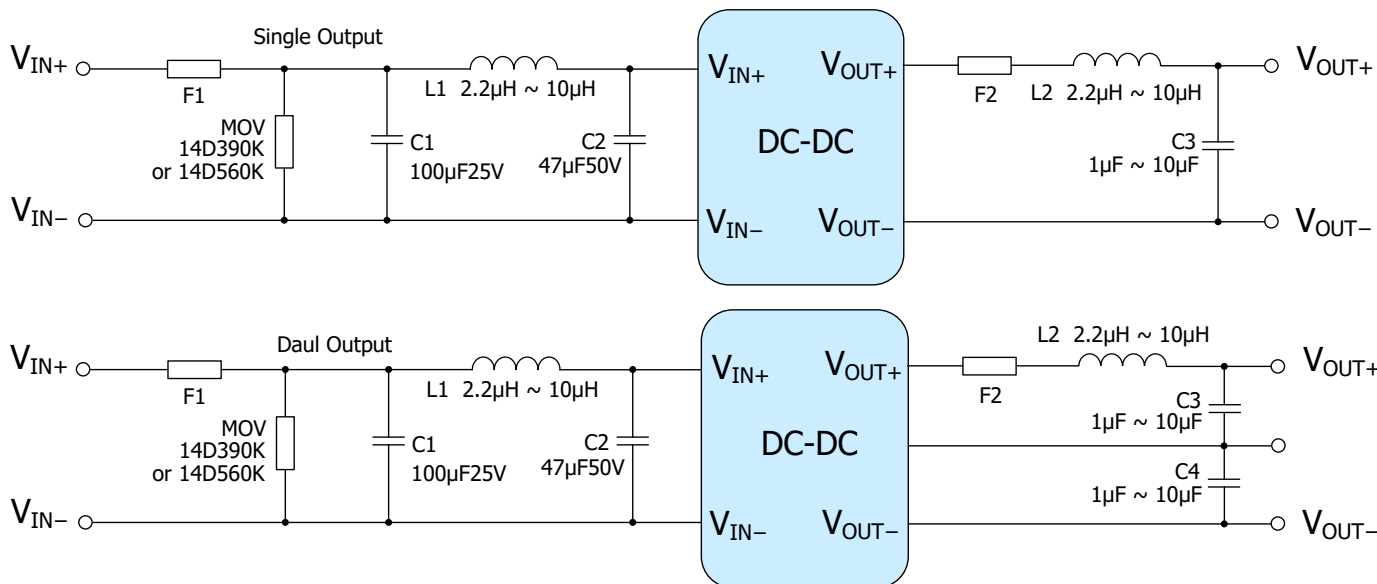 Single Output
VIN+
F1
L1 2.2µH ~ 10µH
MOV
14D390K
or 14D560K
C1
100µF25V
C2
47µF50V
VIN−
VIN+
VOUT+
DC-DC
VIN−
VOUT−
F2
L2 2.2µH ~ 10µH
C3
1µF ~ 10µF
VOUT+
VOUT−
Daul Output
VIN+
F1
L1 2.2µH ~ 10µH
MOV
14D390K
or 14D560K
C1
100µF25V
C2
47µF50V
VIN−
VIN+
VOUT+
DC-DC
VIN−
VOUT−
L2 2.2µH ~ 10µH
F2
C3
1µF ~ 10µF
C4
1µF ~ 10µF
VOUT+
VOUT−